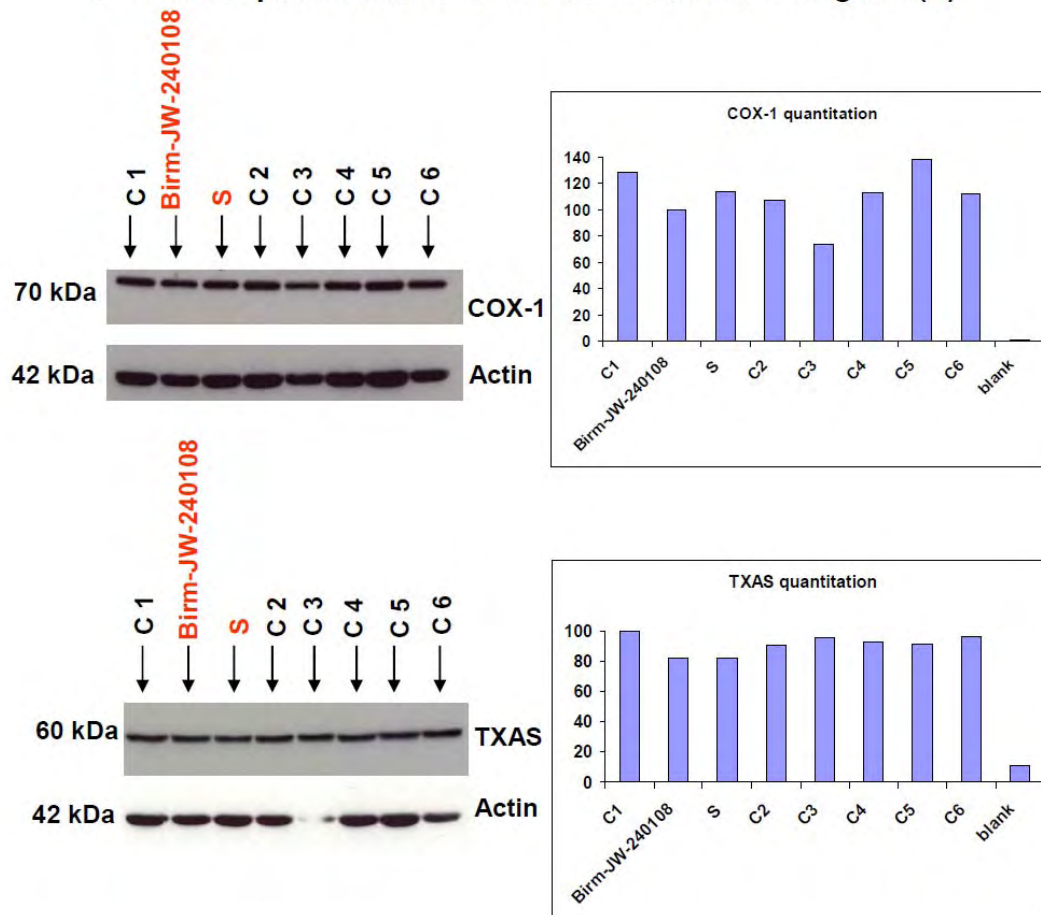 C 1
Birm-JW-240108
S
C 2
C 3
C 4
C 5
C 6
70 kDa
COX-1
42 kDa
Actin
COX-1 quantitation
140
120
100
80
60
40
20
0
C1
Birm-JW-240108
S
C2
C3
C4
C5
C6
blank
C 1
Birm-JW-240108
S
C 2
C 3
C 4
C 5
C 6
60 kDa
TXAS
42 kDa
Actin
TXAS quantitation
100
80
60
40
20
0
C1
Birm-JW-240108
S
C2
C3
C4
C5
C6
blank